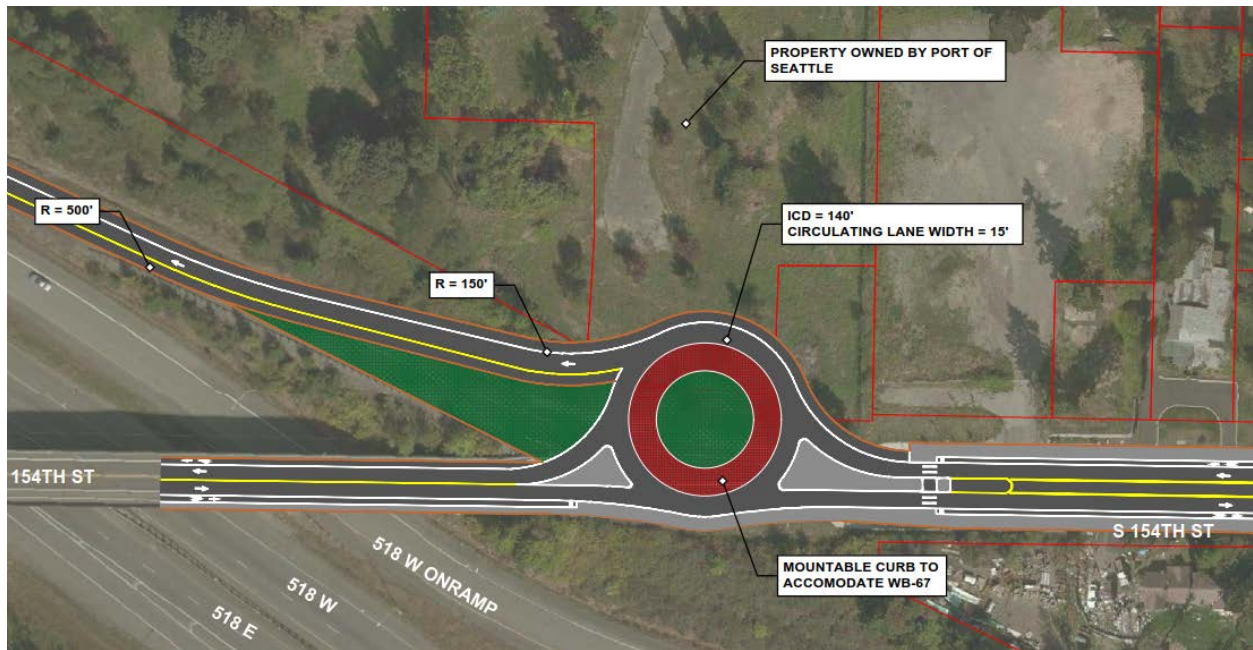 PROPERTY OWNED BY PORT OF
SEATTLE
R = 500'
ICD = 140'
CIRCULATING LANE WIDTH = 15'
R = 150'
154TH ST
S 154TH ST
518 W ONRAMP
518 W
518 E
MOUNTABLE CURB TO
ACCOMODATE WB-67